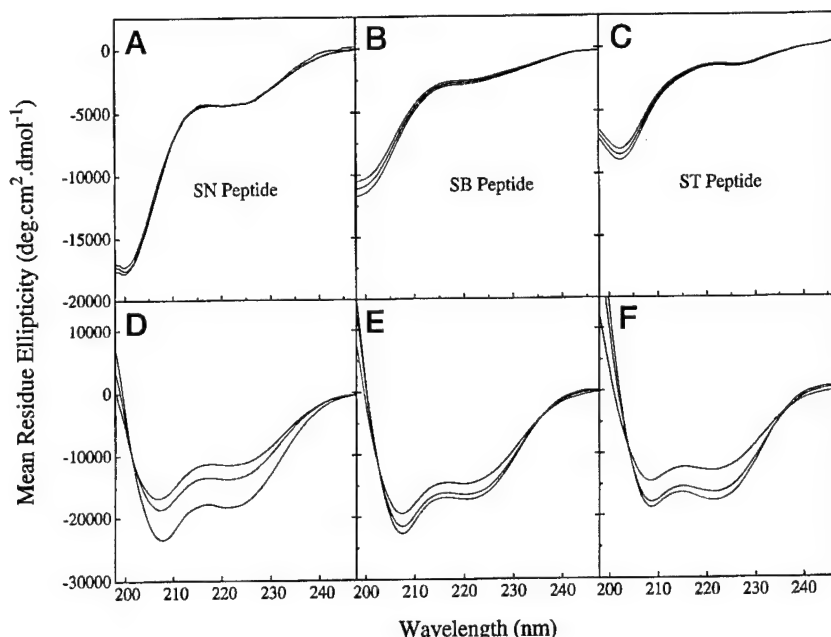 A
B
C
SN Peptide
SB Peptide
ST Peptide
0
-5000
-10000
-15000
-20000
D
E
F
10000
0
-10000
-20000
-30000
200 210 220 230 240
200 210 220 230 240
200 210 220 230 240
Mean Residue Ellipticity (deg.cm².dmol⁻¹)
Wavelength (nm)